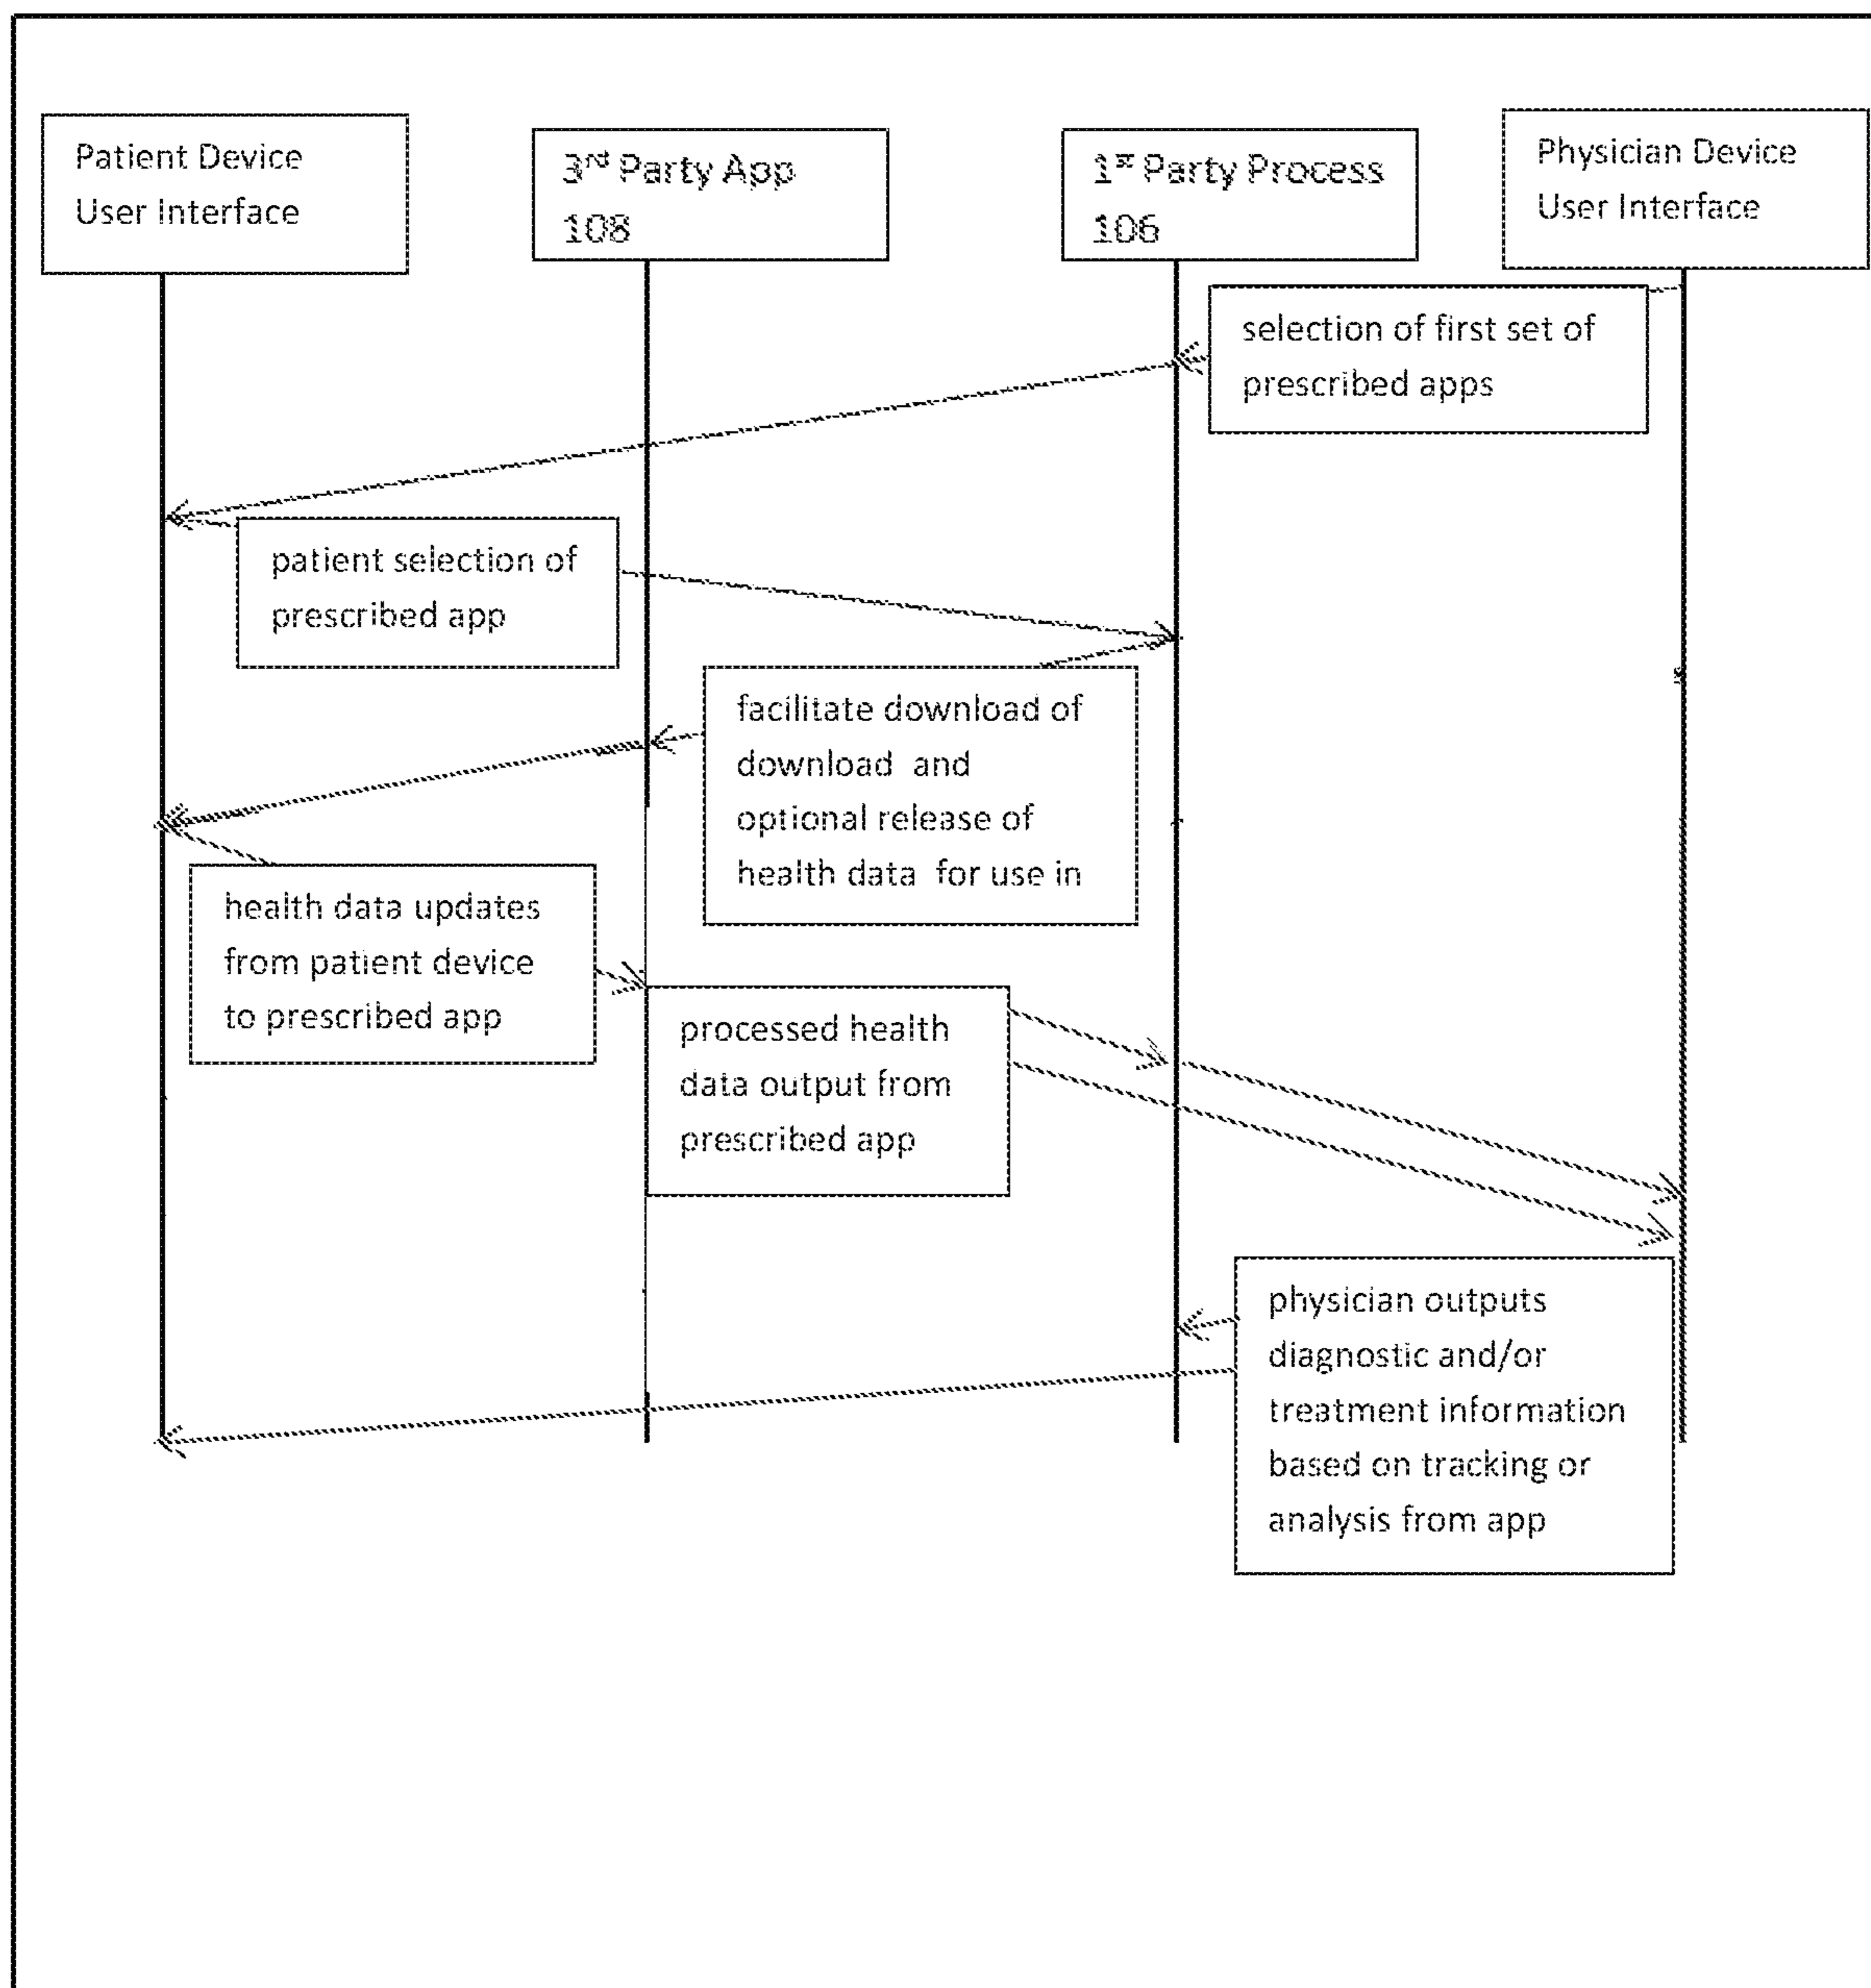 Patient Device
User Interface
3rd Party App
108
1st Party Process
106
Physician Device
User Interface
selection of first set of
prescribed apps
patient selection of
prescribed app
facilitate download of
download and
optional release of
health data for use in
health data updates
from patient device
to prescribed app
processed health
data output from
prescribed app
physician outputs
diagnostic and/or
treatment information
based on tracking or
analysis from app